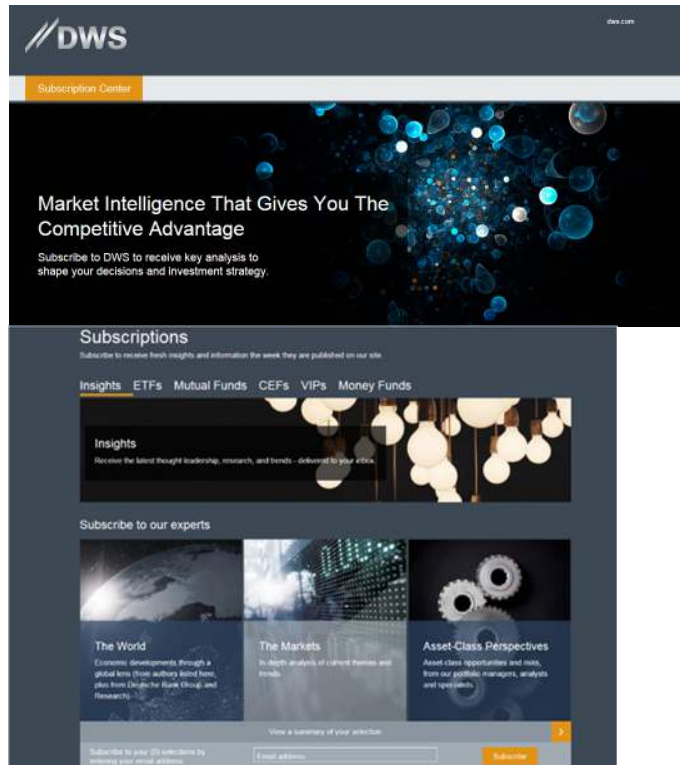 DWS
dws.com
Subscription Center
Market Intelligence That Gives You The
Competitive Advantage
Subscribe to DWS to receive key analysis to
shape your decisions and investment strategy.
Subscriptions
Subscribe to receive fresh insights and information the week they are published on our site.
Insights ETFs Mutual Funds CEFs VIPs Money Funds
Insights
Receive the latest thought leadership, research, and trends - delivered to your inbox.
Subscribe to our experts
The World
Economic developments through a
global lens (from authors listed here,
plus from Deutsche Bank Group and
Research)
The Markets
In-depth analysis of current themes and
trends.
Asset-Class Perspectives
Asset class opportunities and risks,
from our portfolio managers, analysts
and specialists.
View a summary of your selection
Subscribe to your (0) selections by
entering your email address.
Email address
Subscribe